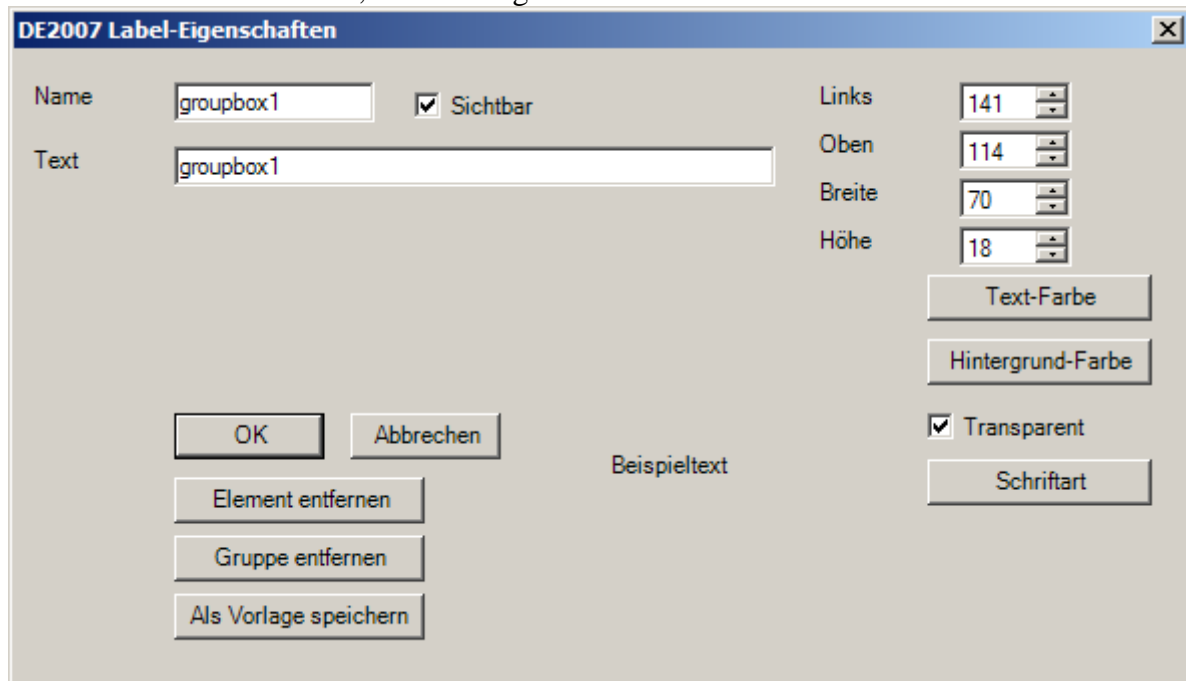 DE2007 Label-Eigenschaften
Name groupbox1 Sichtbar Links 141
Oben 114
Text groupbox1
Breite 70
Höhe 18
Text-Farbe
Hintergrund-Farbe
OK Abbrechen Transparent
Beispieltext
Schriftart
Element entfernen
Gruppe entfernen
Als Vorlage speichern